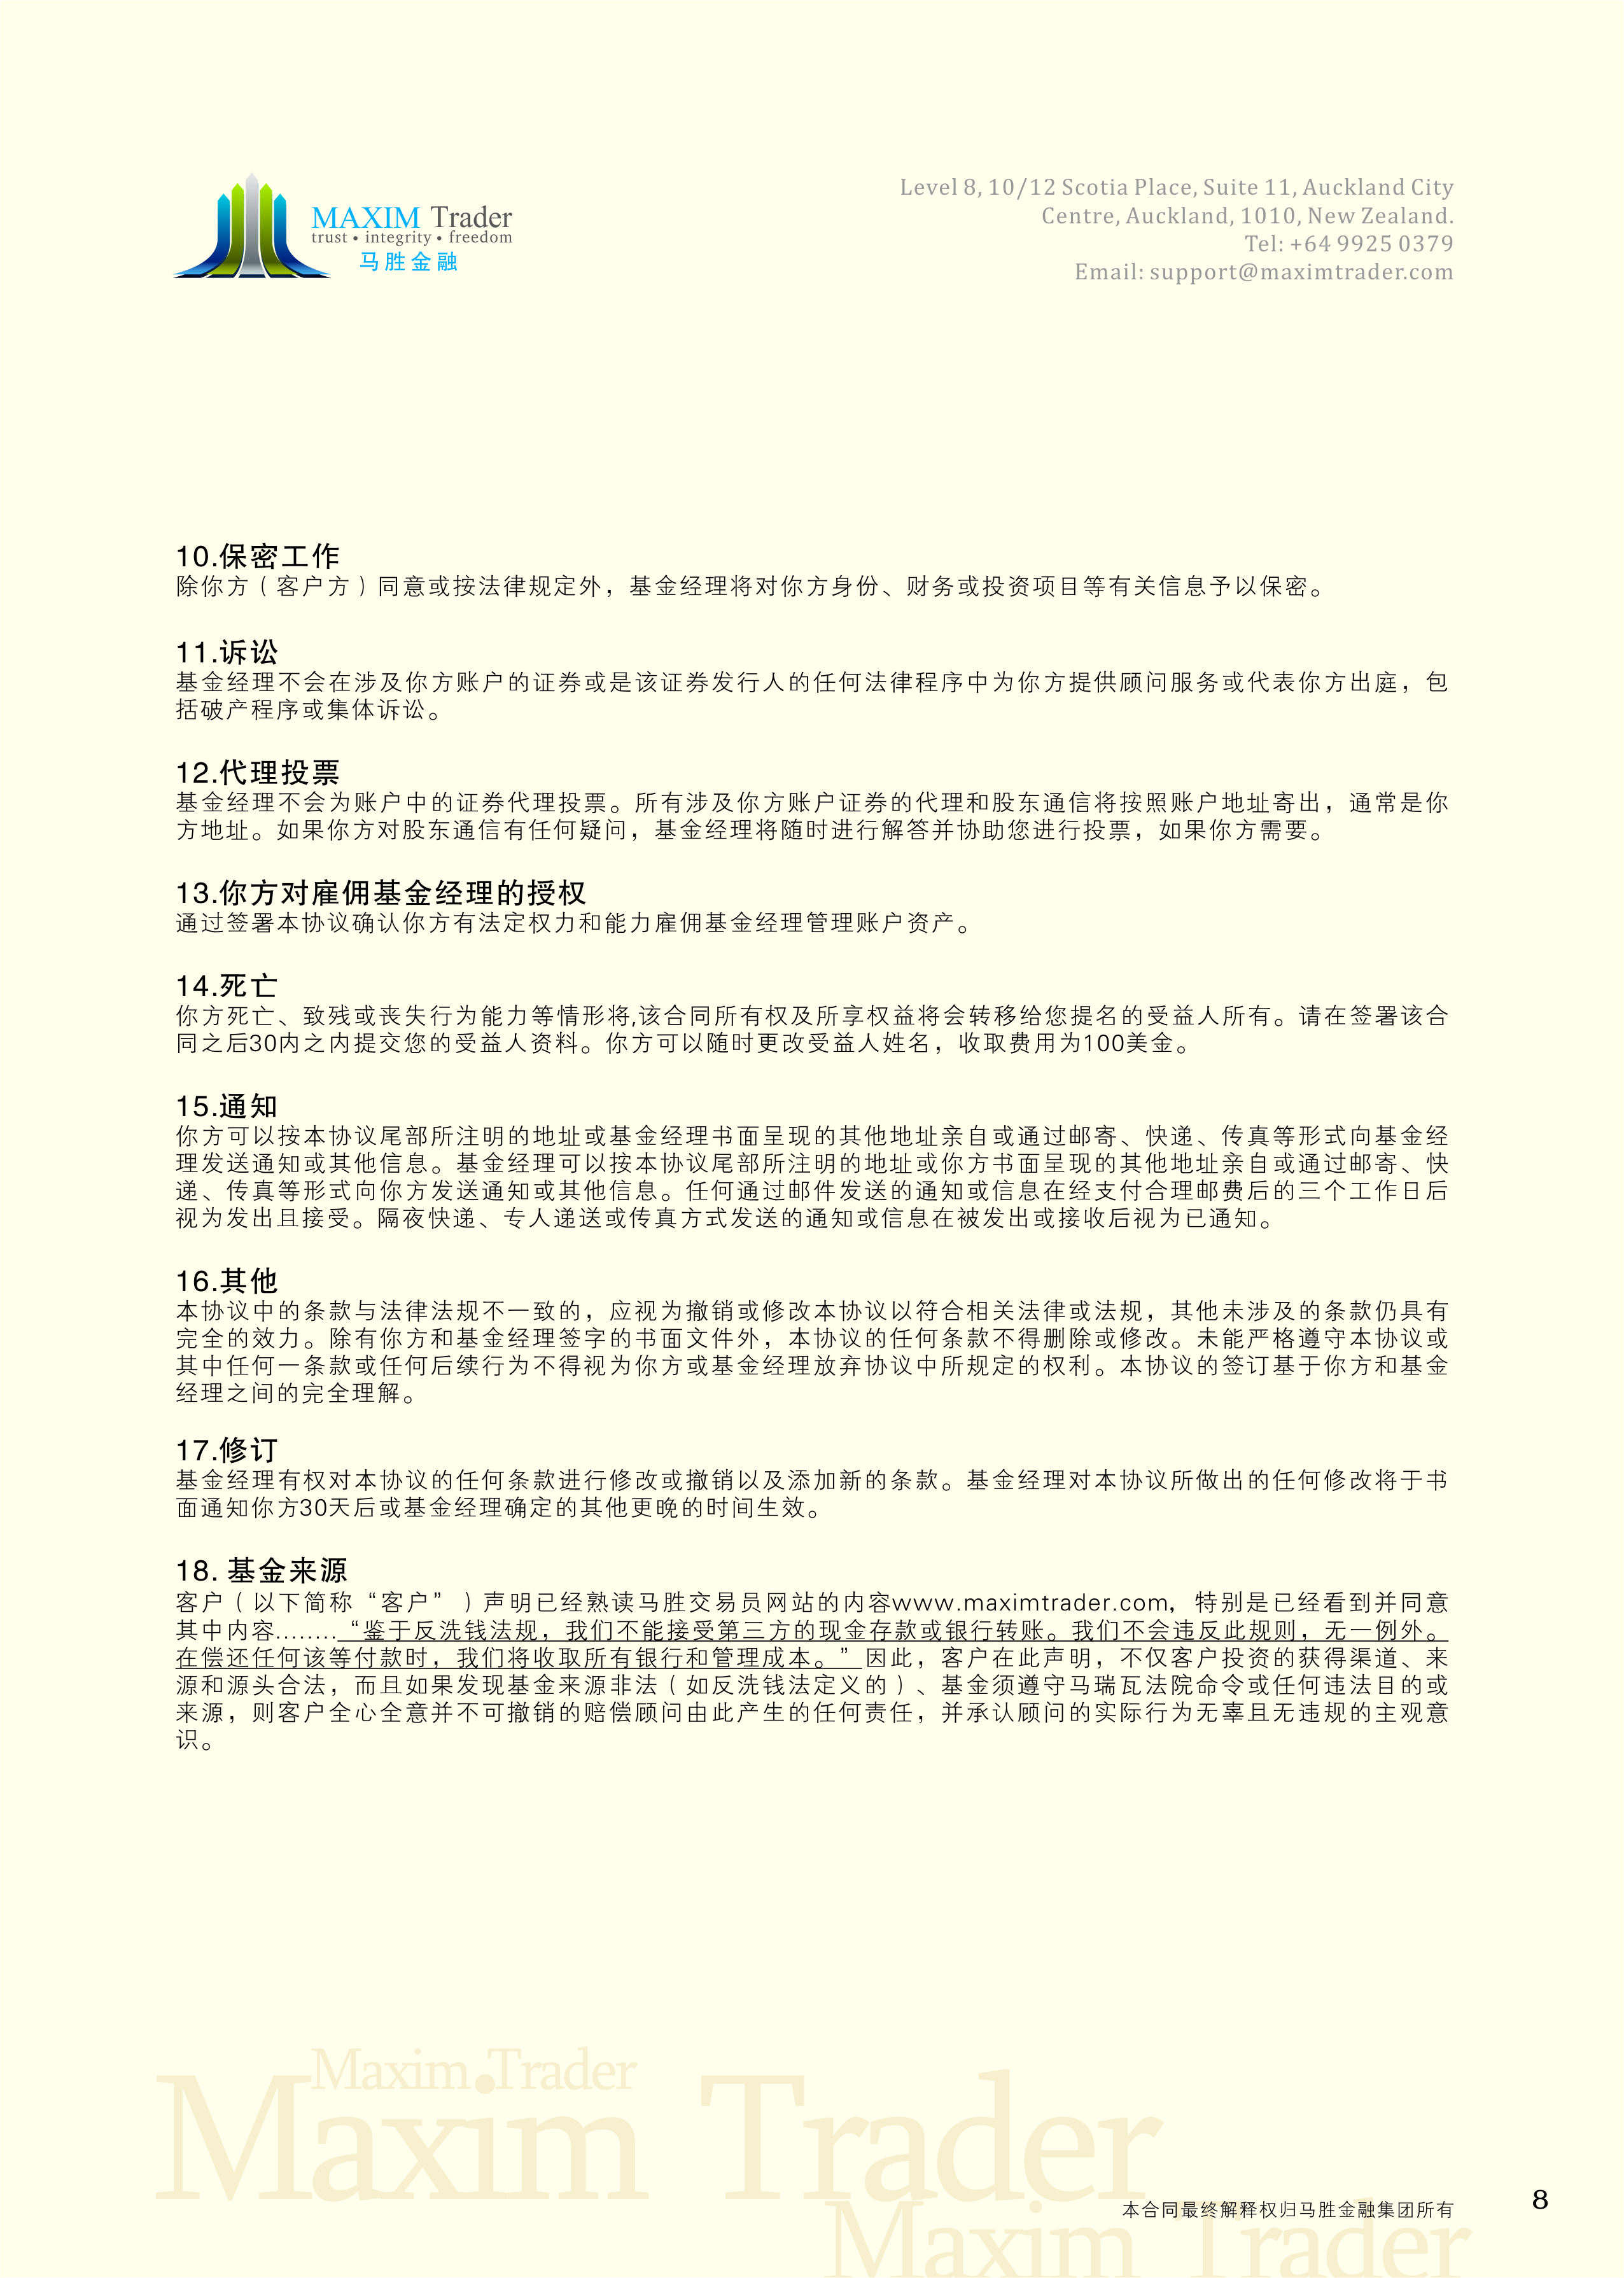 MAXIM Trader
trust • integrity • freedom
马胜金融
Level 8, 10/12 Scotia Place, Suite 11, Auckland City
Centre, Auckland, 1010, New Zealand.
Tel: +64 9925 0379
Email: support@maximtrader.com
10.保密工作
除你方（客户方）同意或按法律规定外，基金经理将对你方身份、财务或投资项目等有关信息予以保密。
11.诉讼
基金经理不会在涉及你方账户的证券或是该证券发行人的任何法律程序中为你方提供顾问服务或代表你方出庭，包
括破产程序或集体诉讼。
12.代理投票
基金经理不会为账户中的证券代理投票。所有涉及你方账户证券的代理和股东通信将按照账户地址寄出，通常是你
方地址。如果你方对股东通信有任何疑问，基金经理将随时进行解答并协助您进行投票，如果你方需要。
13.你方对雇佣基金经理的授权
通过签署本协议确认你方有法定权力和能力雇佣基金经理管理账户资产。
14.死亡
你方死亡、致残或丧失行为能力等情形将,该合同所有权及所享权益将会转移给您提名的受益人所有。请在签署该合
同之后30内之内提交您的受益人资料。你方可以随时更改受益人姓名，收取费用为100美金。
15.通知
你方可以按本协议尾部所注明的地址或基金经理书面呈现的其他地址亲自或通过邮寄、快递、传真等形式向基金经
理发送通知或其他信息。基金经理可以按本协议尾部所注明的地址或你方书面呈现的其他地址亲自或通过邮寄、快
递、传真等形式向你方发送通知或其他信息。任何通过邮件发送的通知或信息在经支付合理邮费后的三个工作日后
视为发出且接受。隔夜快递、专人递送或传真方式发送的通知或信息在被发出或接收后视为已通知。
16.其他
本协议中的条款与法律法规不一致的，应视为撤销或修改本协议以符合相关法律或法规，其他未涉及的条款仍具有
完全的效力。除有你方和基金经理签字的书面文件外，本协议的任何条款不得删除或修改。未能严格遵守本协议或
其中任何一条款或任何后续行为不得视为你方或基金经理放弃协议中所规定的权利。本协议的签订基于你方和基金
经理之间的完全理解。
17.修订
基金经理有权对本协议的任何条款进行修改或撤销以及添加新的条款。基金经理对本协议所做出的任何修改将于书
面通知你方30天后或基金经理确定的其他更晚的时间生效。
18. 基金来源
客户（以下简称“客户”）声明已经熟读马胜交易员网站的内容www.maximtrader.com，特别是已经看到并同意
其中内容........“鉴于反洗钱法规，我们不能接受第三方的现金存款或银行转账。我们不会违反此规则，无一例外。
在偿还任何该等付款时，我们将收取所有银行和管理成本。”因此，客户在此声明，不仅客户投资的获得渠道、来
源和源头合法，而且如果发现基金来源非法（如反洗钱法定义的）、基金须遵守马瑞瓦法院命令或任何违法目的或
来源，则客户全心全意并不可撤销的赔偿顾问由此产生的任何责任，并承认顾问的实际行为无辜且无违规的主观意
识。
Maxim Trader
Maxim Trader
Maxim Trader
本合同最终解释权归马胜金融集团所有
8